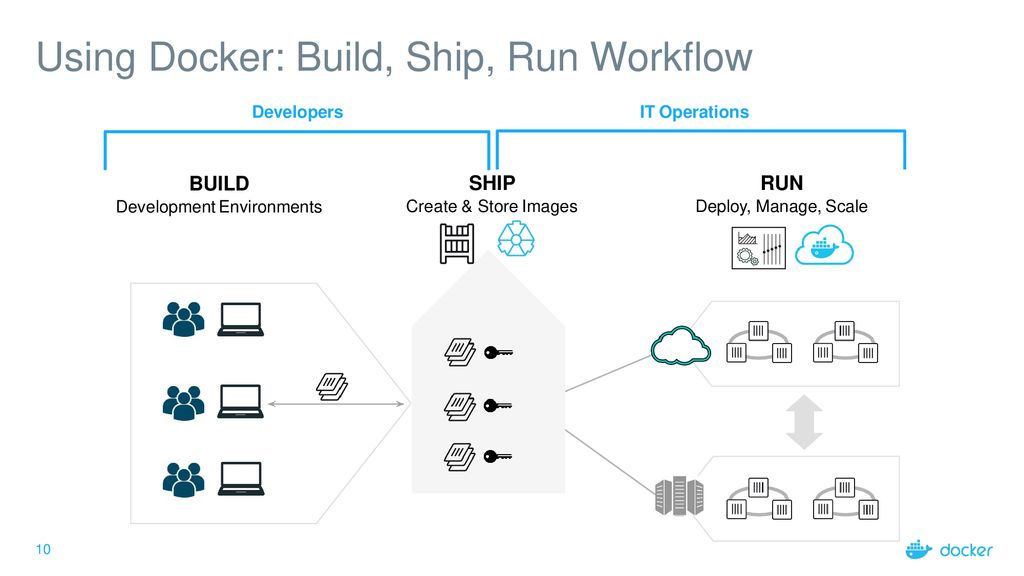 Using Docker: Build, Ship, Run Workflow
Developers
IT Operations
BUILD
Development Environments
SHIP
Create & Store Images
RUN
Deploy, Manage, Scale
10
docker